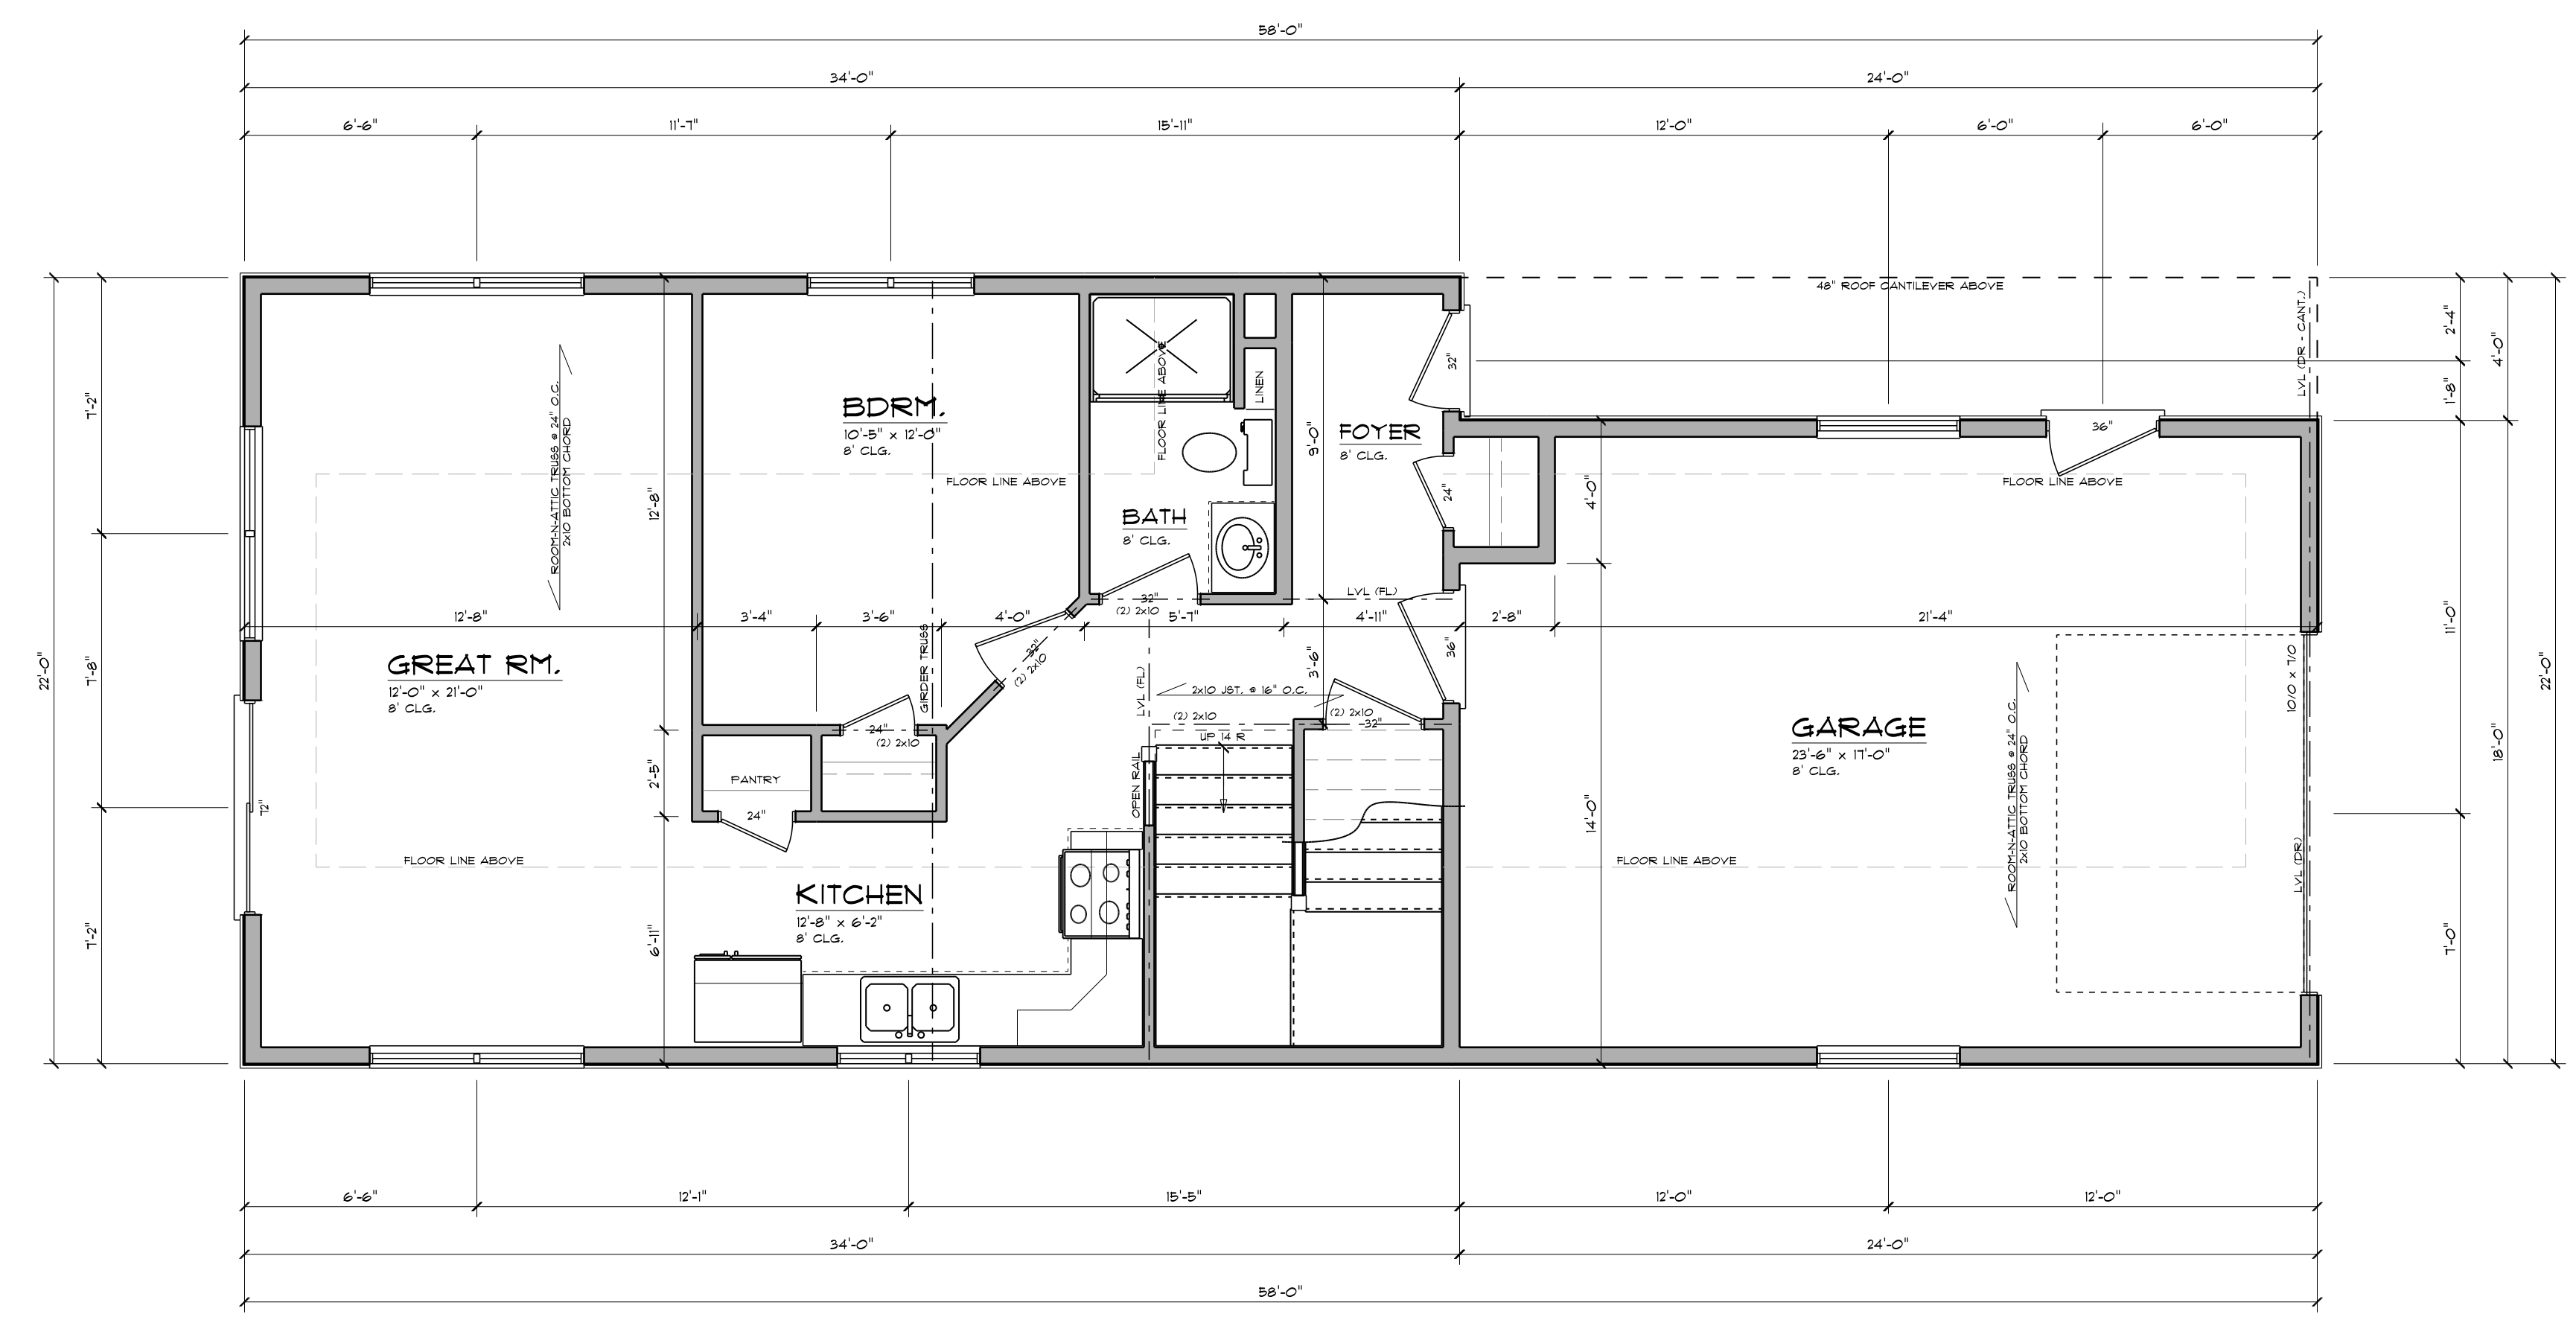 58'-0"
34'-0"
24'-0"
6'-6"
11'-7"
15'-11"
12'-0"
6'-0"
6'-0"
48" ROOF CANTILEVER ABOVE
LVL (DR - CANT.)
2'-4"
4'-0"
1'-8"
32"
7'-2"
ROOM-N-ATTIC TRUSS @ 24" O.C.
2x10 BOTTOM CHORD
BDRM.
10'-5" x 12'-0"
8' CLG.
FLOOR LINE ABOVE
LINEN
FOYER
8' CLG.
9'-0"
36"
FLOOR LINE ABOVE
FLOOR LINE ABOVE
12'-8"
24"
4'-0"
BATH
8' CLG.
32"
(2) 2x10
LVL (FL)
12'-8"
3'-4"
3'-6"
4'-0"
5'-7"
4'-11"
2'-8"
21'-4"
11'-0"
22'-0"
7'-8"
GREAT RM.
12'-0" x 21'-0"
8' CLG.
GIRDER TRUSS
32"
(2) 2x10
LVL (FL)
3'-6"
36"
2x10 JST. @ 16" O.C.
(2) 2x10
(2) 2x10
32"
UP 14 R
10/0 x 7/0
22'-0"
18'-0"
GARAGE
23'-6" x 17'-0"
8' CLG.
ROOM-N-ATTIC TRUSS @ 24" O.C.
2x10 BOTTOM CHORD
24"
(2) 2x10
2'-5"
PANTRY
24"
OPEN RAIL
72"
14'-0"
FLOOR LINE ABOVE
FLOOR LINE ABOVE
LVL (DR)
KITCHEN
12'-8" x 6'-2"
8' CLG.
7'-2"
6'-11"
7'-0"
6'-6"
12'-1"
15'-5"
12'-0"
12'-0"
34'-0"
24'-0"
58'-0"